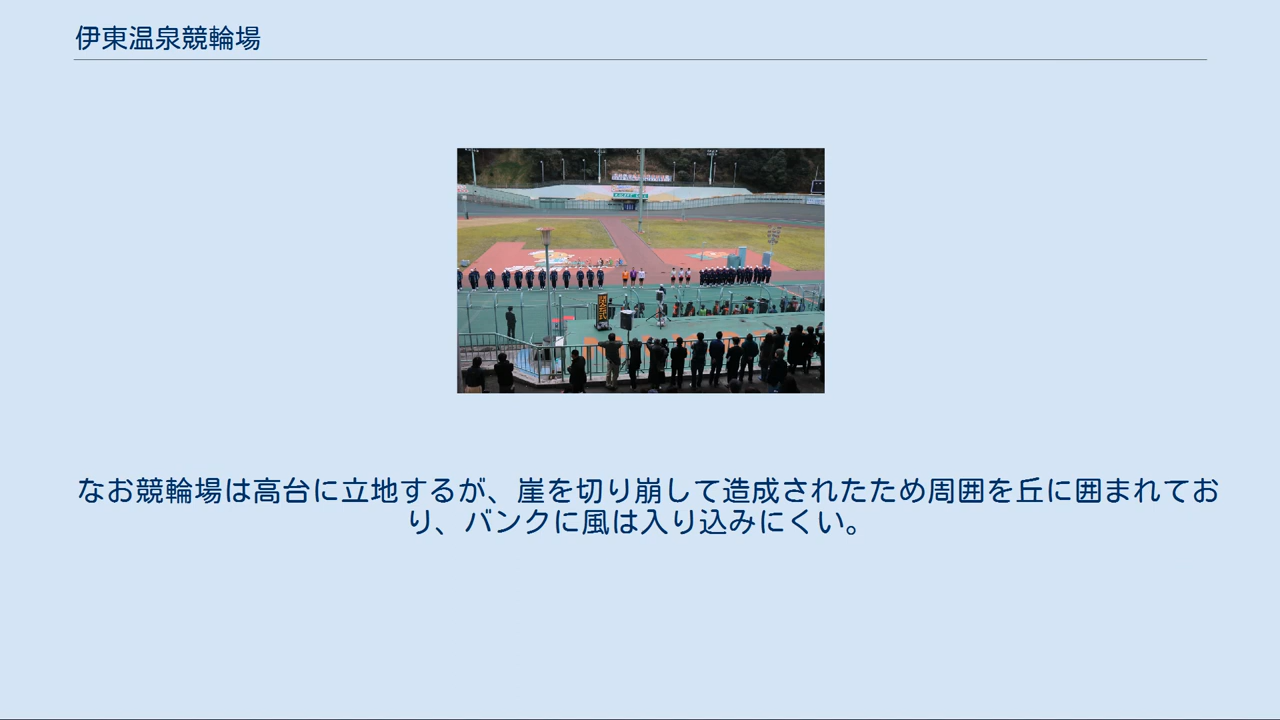 伊東温泉競輪場
なお競輪場は高台に立地するが、崖を切り崩して造成されたため周囲を丘に囲まれてお
り、バンクに風は入り込みにくい。